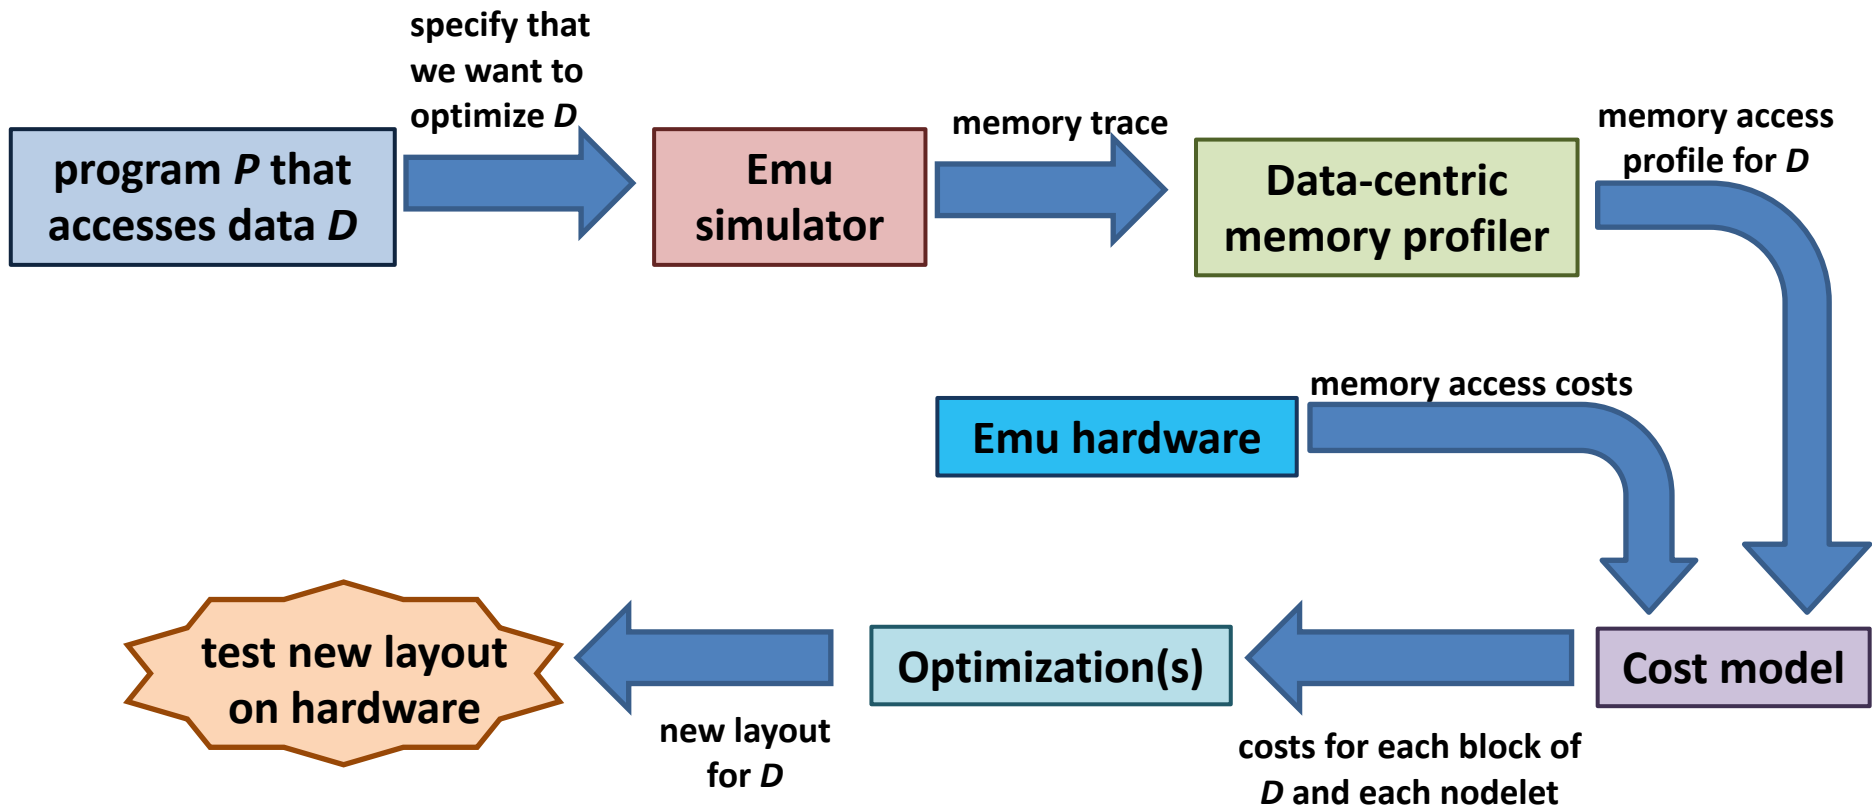 specify that
we want to
optimize D
program P that
accesses data D
Emu
simulator
memory trace
Data-centric
memory profiler
memory access
profile for D
memory access costs
Emu hardware
Cost model
costs for each block of
D and each nodelet
Optimization(s)
new layout
for D
test new layout
on hardware